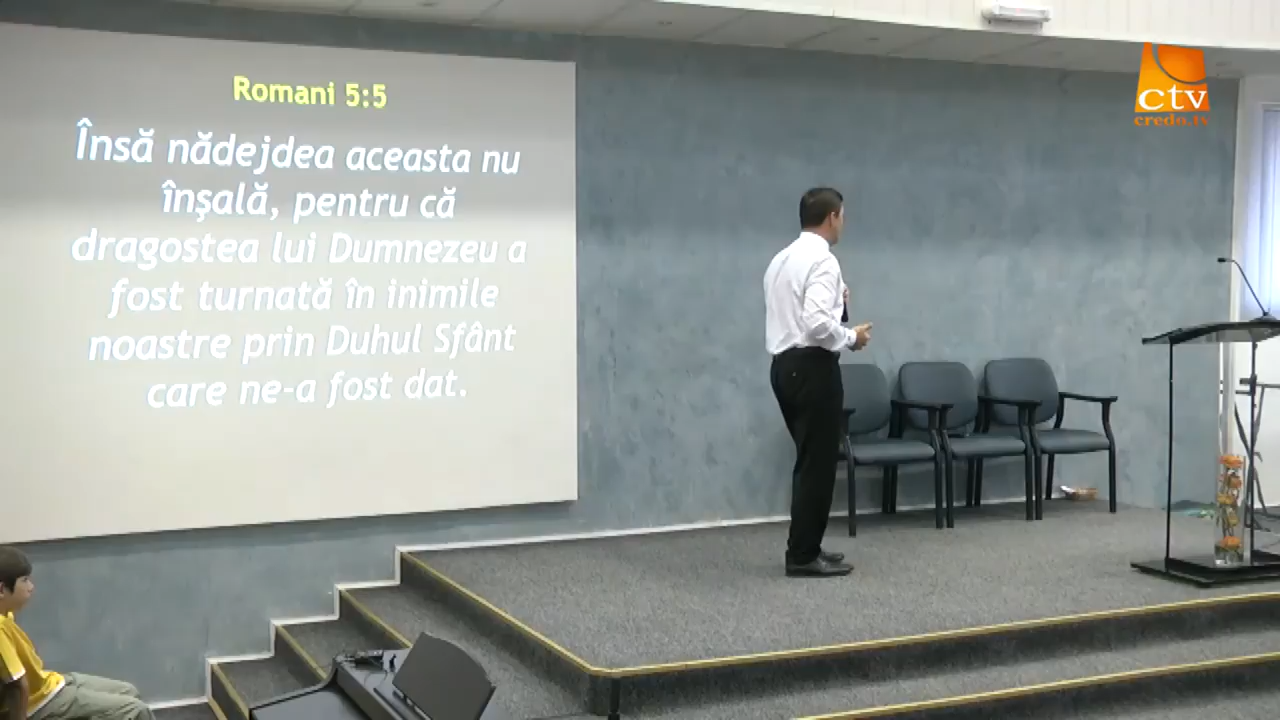 Romani 5:5
Însă nădejdea aceasta nu
înşală, pentru că
dragostea lui Dumnezeu a
fost turnată în inimile
noastre prin Duhul Sfânt
care ne-a fost dat.
ctv
credo.tv